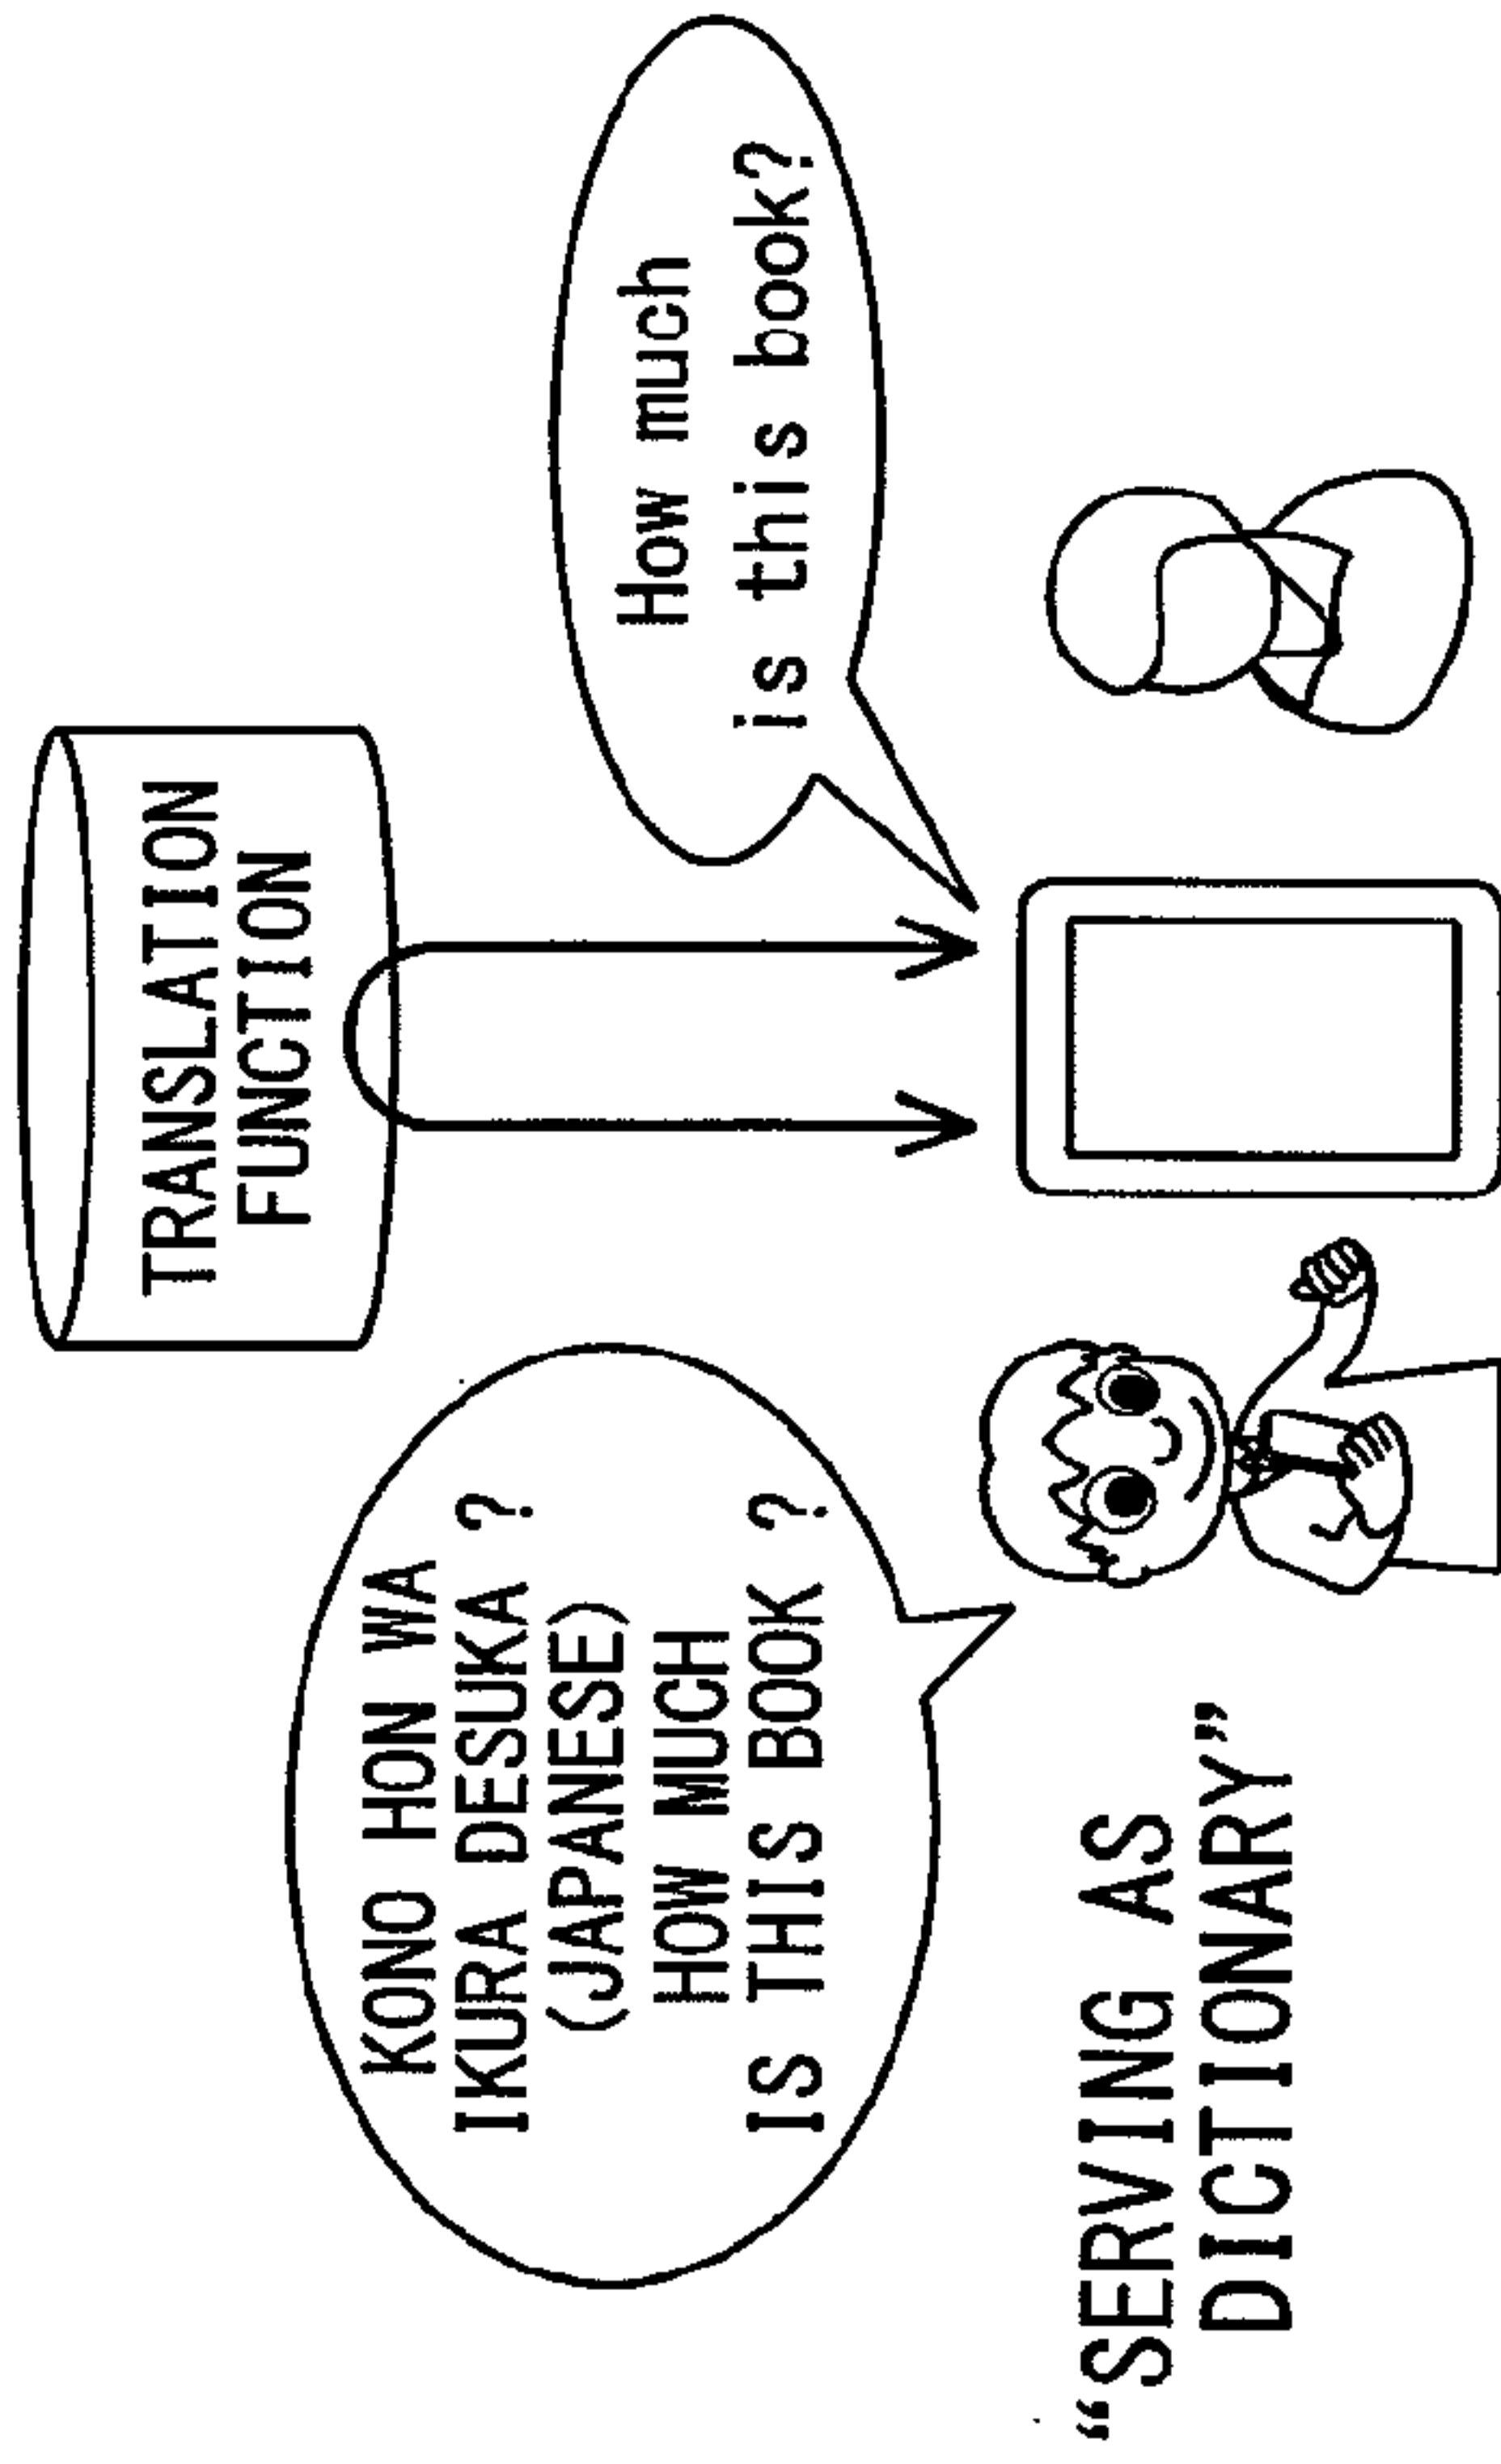 TRANSLATION
FUNCTION
KONO HON WA
IKURA DESUKA ?
(JAPANESE)
HOW MUCH
IS THIS BOOK ?
How much
is this book?
“SERVING AS
DICTIONARY”